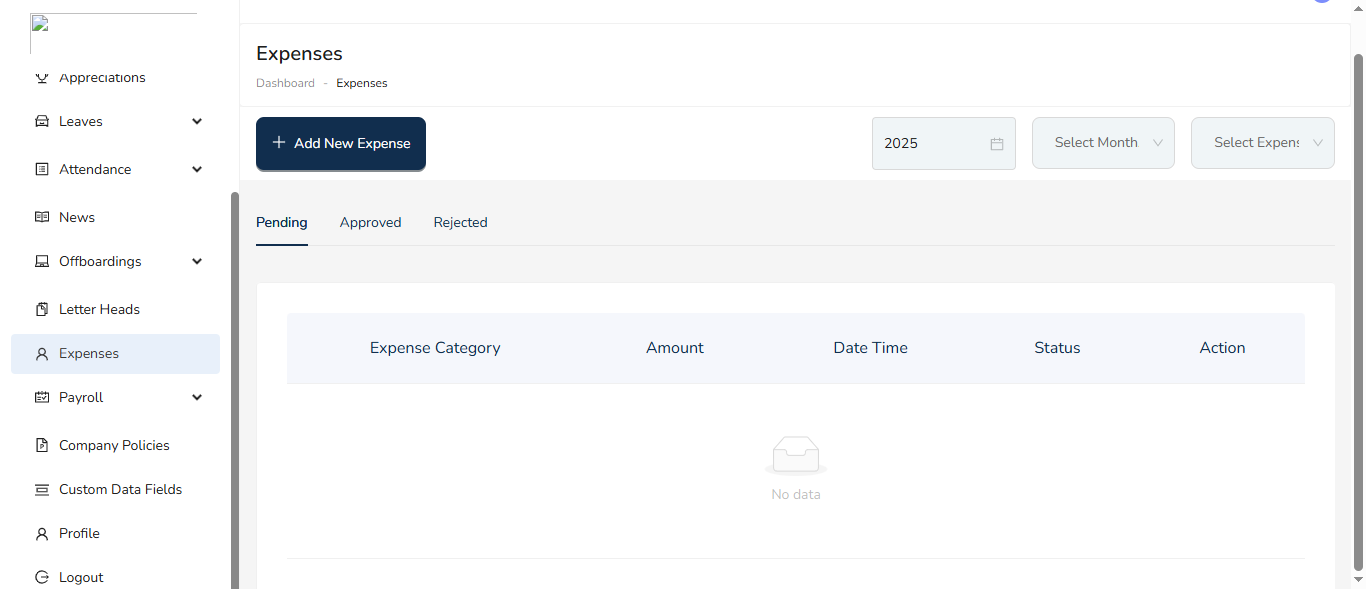 Appreciations
Leaves
Attendance
News
Offboardings
Letter Heads
Expenses
Payroll
Company Policies
Custom Data Fields
Profile
Logout
Expenses
Dashboard - Expenses
Add New Expense
2025
Select Month
Select Expens
Pending Approved Rejected
Expense Category Amount Date Time Status Action
No data